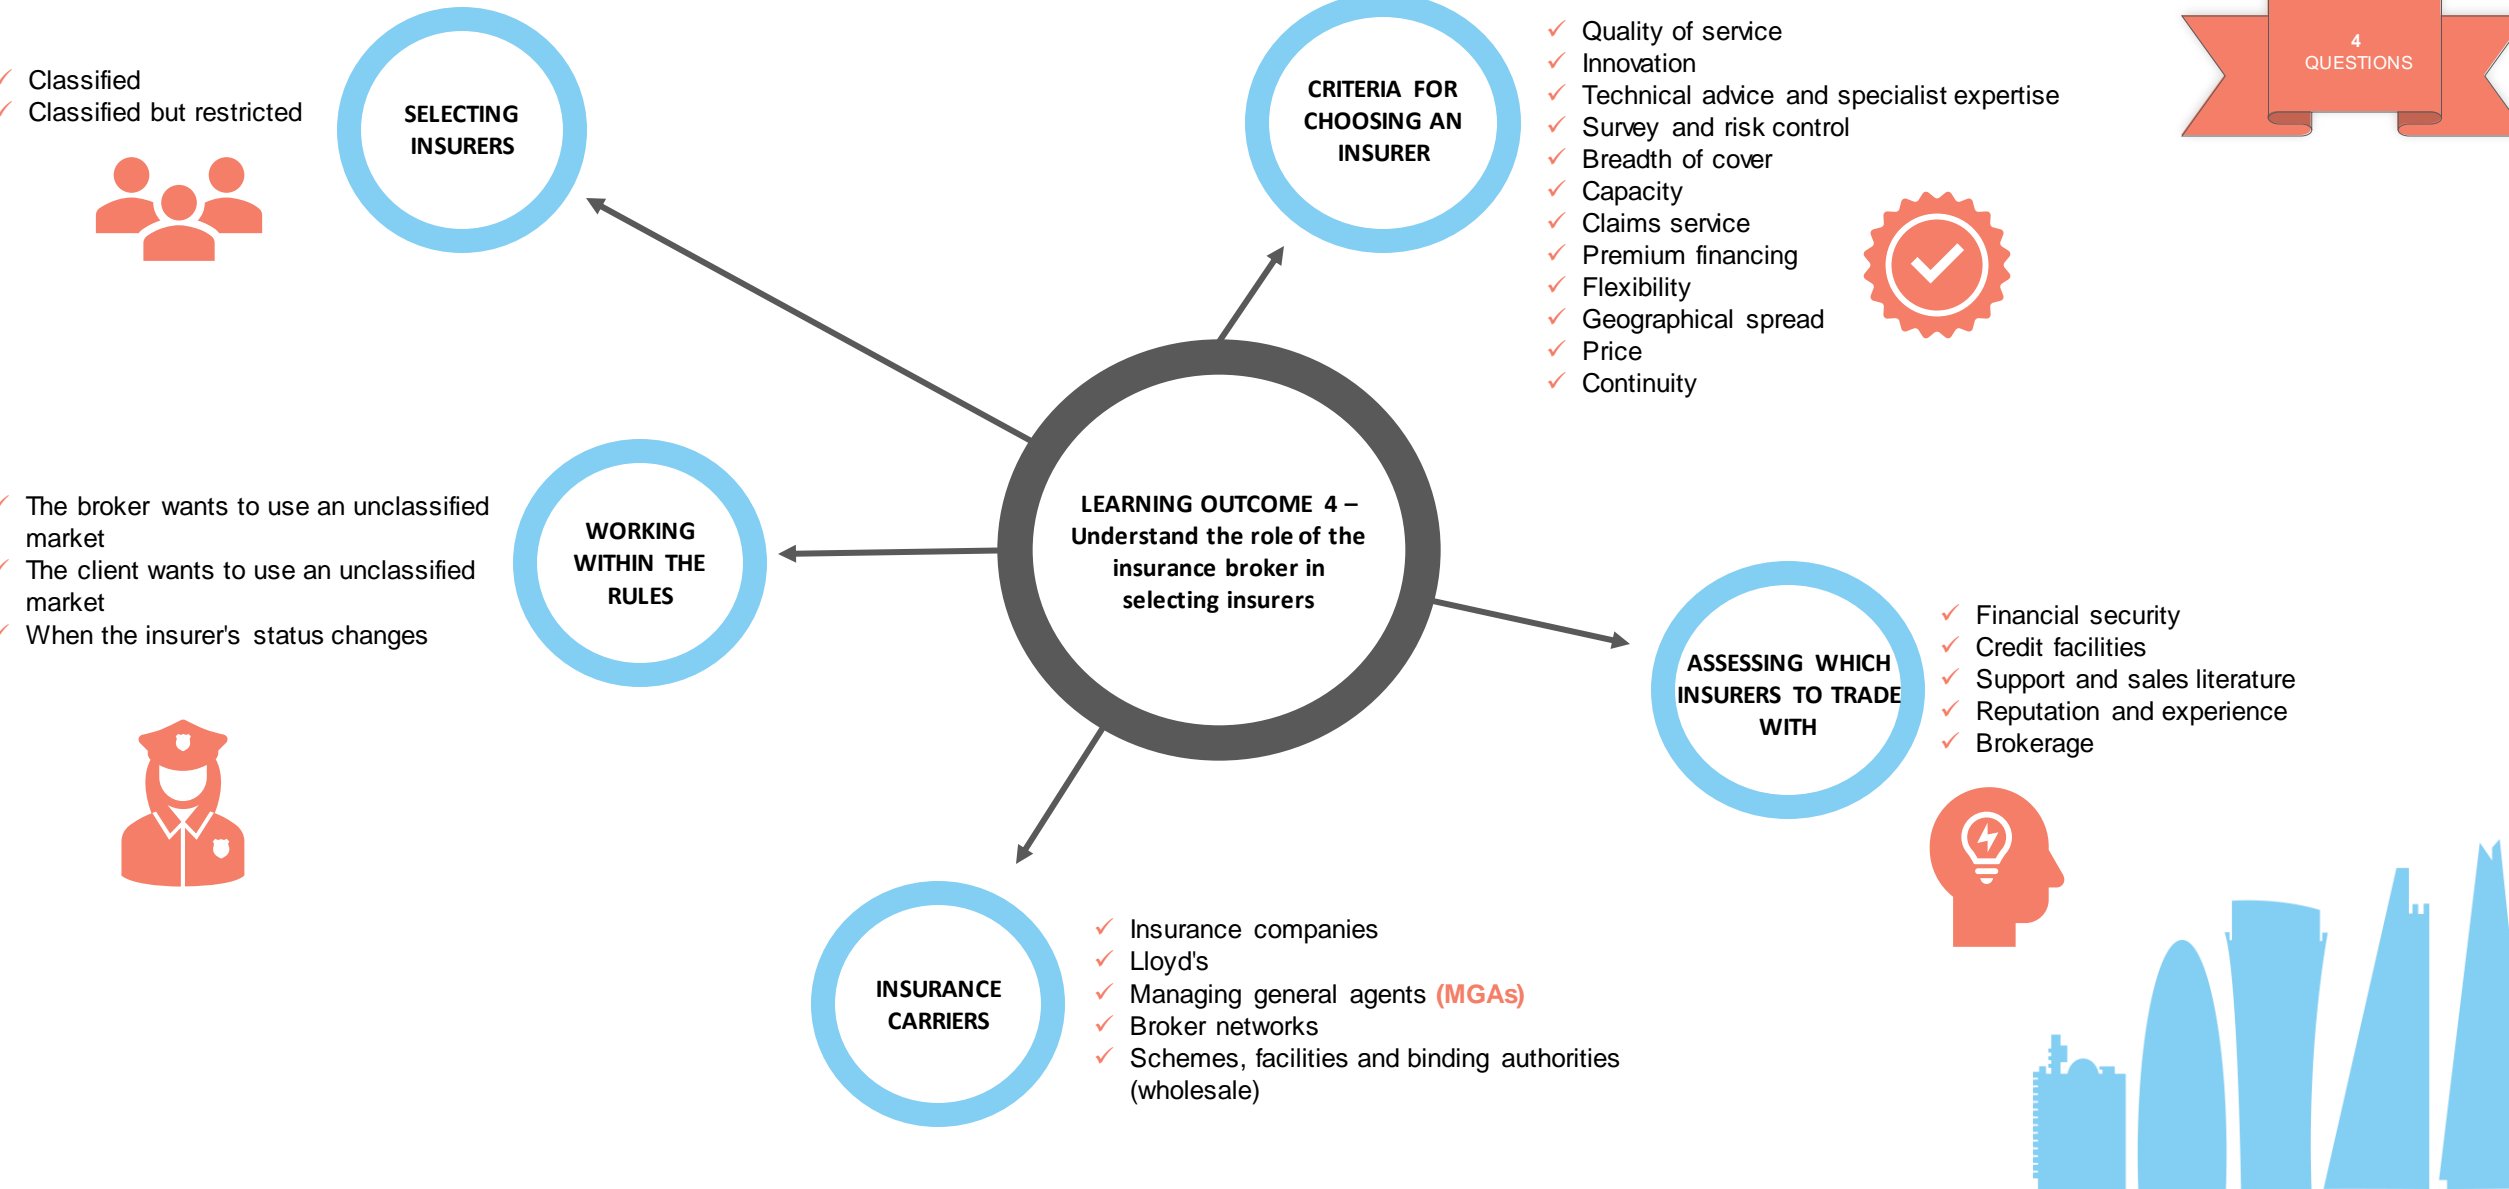 Classified
Classified but restricted
SELECTING
INSURERS
CRITERIA FOR
CHOOSING AN
INSURER
Quality of service
Innovation
Technical advice and specialist expertise
Survey and risk control
Breadth of cover
Capacity
Claims service
Premium financing
Flexibility
Geographical spread
Price
Continuity
4
QUESTIONS
The broker wants to use an unclassified
market
The client wants to use an unclassified
market
When the insurer's status changes
WORKING
WITHIN THE
RULES
LEARNING OUTCOME 4 –
Understand the role of the
insurance broker in
selecting insurers
ASSESSING WHICH
INSURERS TO TRADE
WITH
Financial security
Credit facilities
Support and sales literature
Reputation and experience
Brokerage
INSURANCE
CARRIERS
Insurance companies
Lloyd's
Managing general agents (MGAs)
Broker networks
Schemes, facilities and binding authorities
(wholesale)